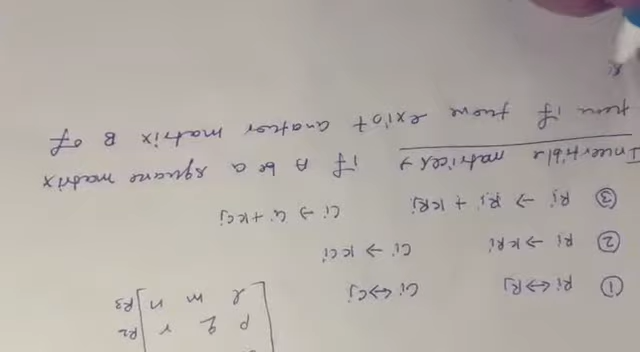 p q r R2
l m n R3
① Ri ↔ Rj Ci ↔ Cj
② Ri → KRi Ci → KCi
③ Ri → Ri + KRj Ci → Ci + KCj
Invertible matrices → if A be a square matrix
then if there exist another matrix B of